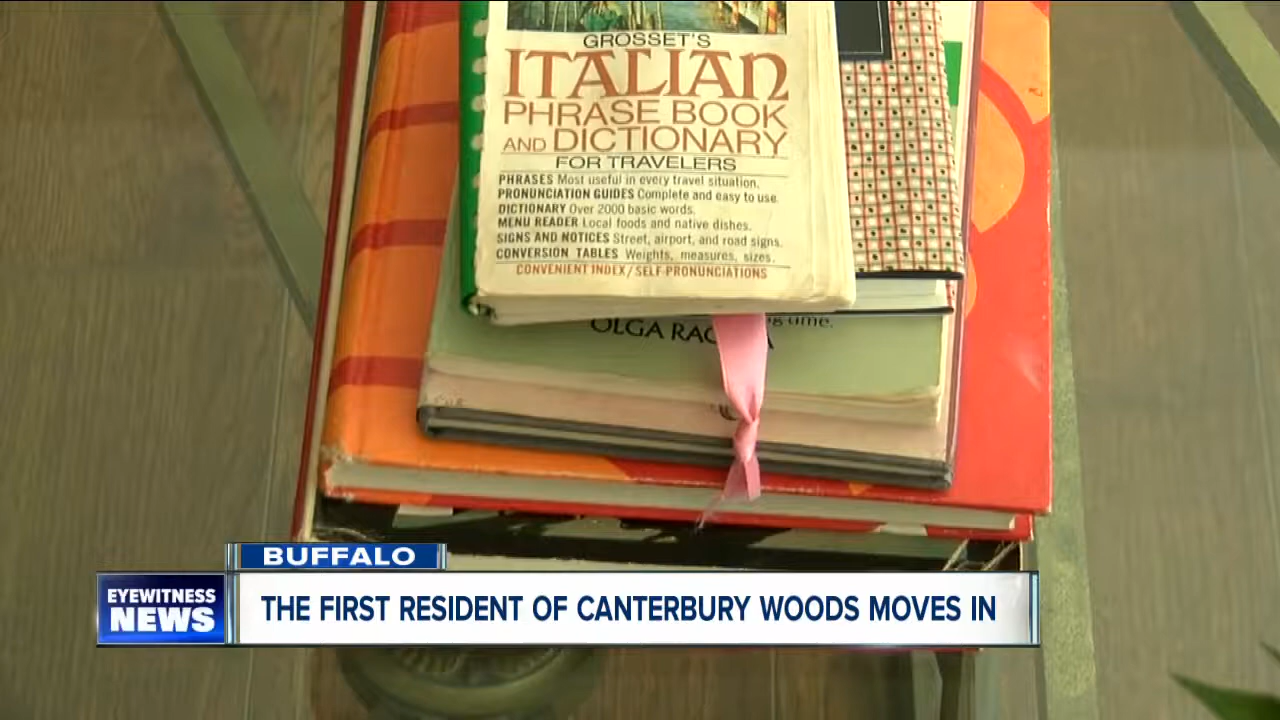 GROSSET'S
ITALIAN
PHRASE BOOK
AND DICTIONARY
FOR TRAVELERS
PHRASES Most useful in every travel situation.
PRONUNCIATION GUIDES Complete and easy to use.
DICTIONARY Over 2000 basic words.
MENU READER Local foods and native dishes.
SIGNS AND NOTICES Street, airport, and road signs.
CONVERSION TABLES Weights, measures, sizes.
CONVENIENT INDEX/SELF-PRONUNCIATIONS
OLGA
BUFFALO
EYEWITNESS
NEWS
THE FIRST RESIDENT OF CANTERBURY WOODS MOVES IN